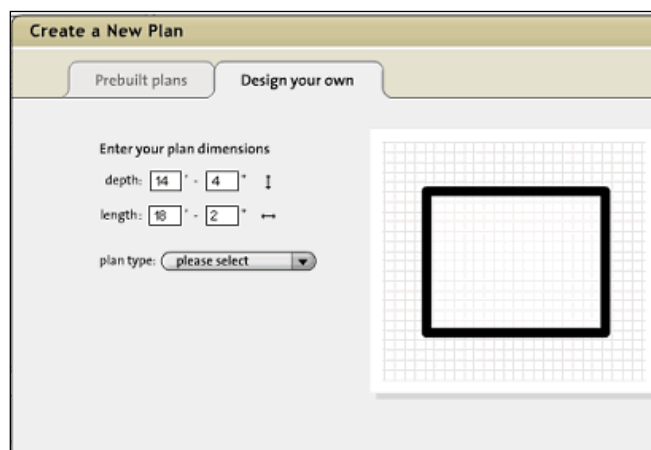 Create a New Plan
Prebuilt plans
Design your own
Enter your plan dimensions
depth: 14 ' - 4 "
length: 18 ' - 2 "
plan type: please select